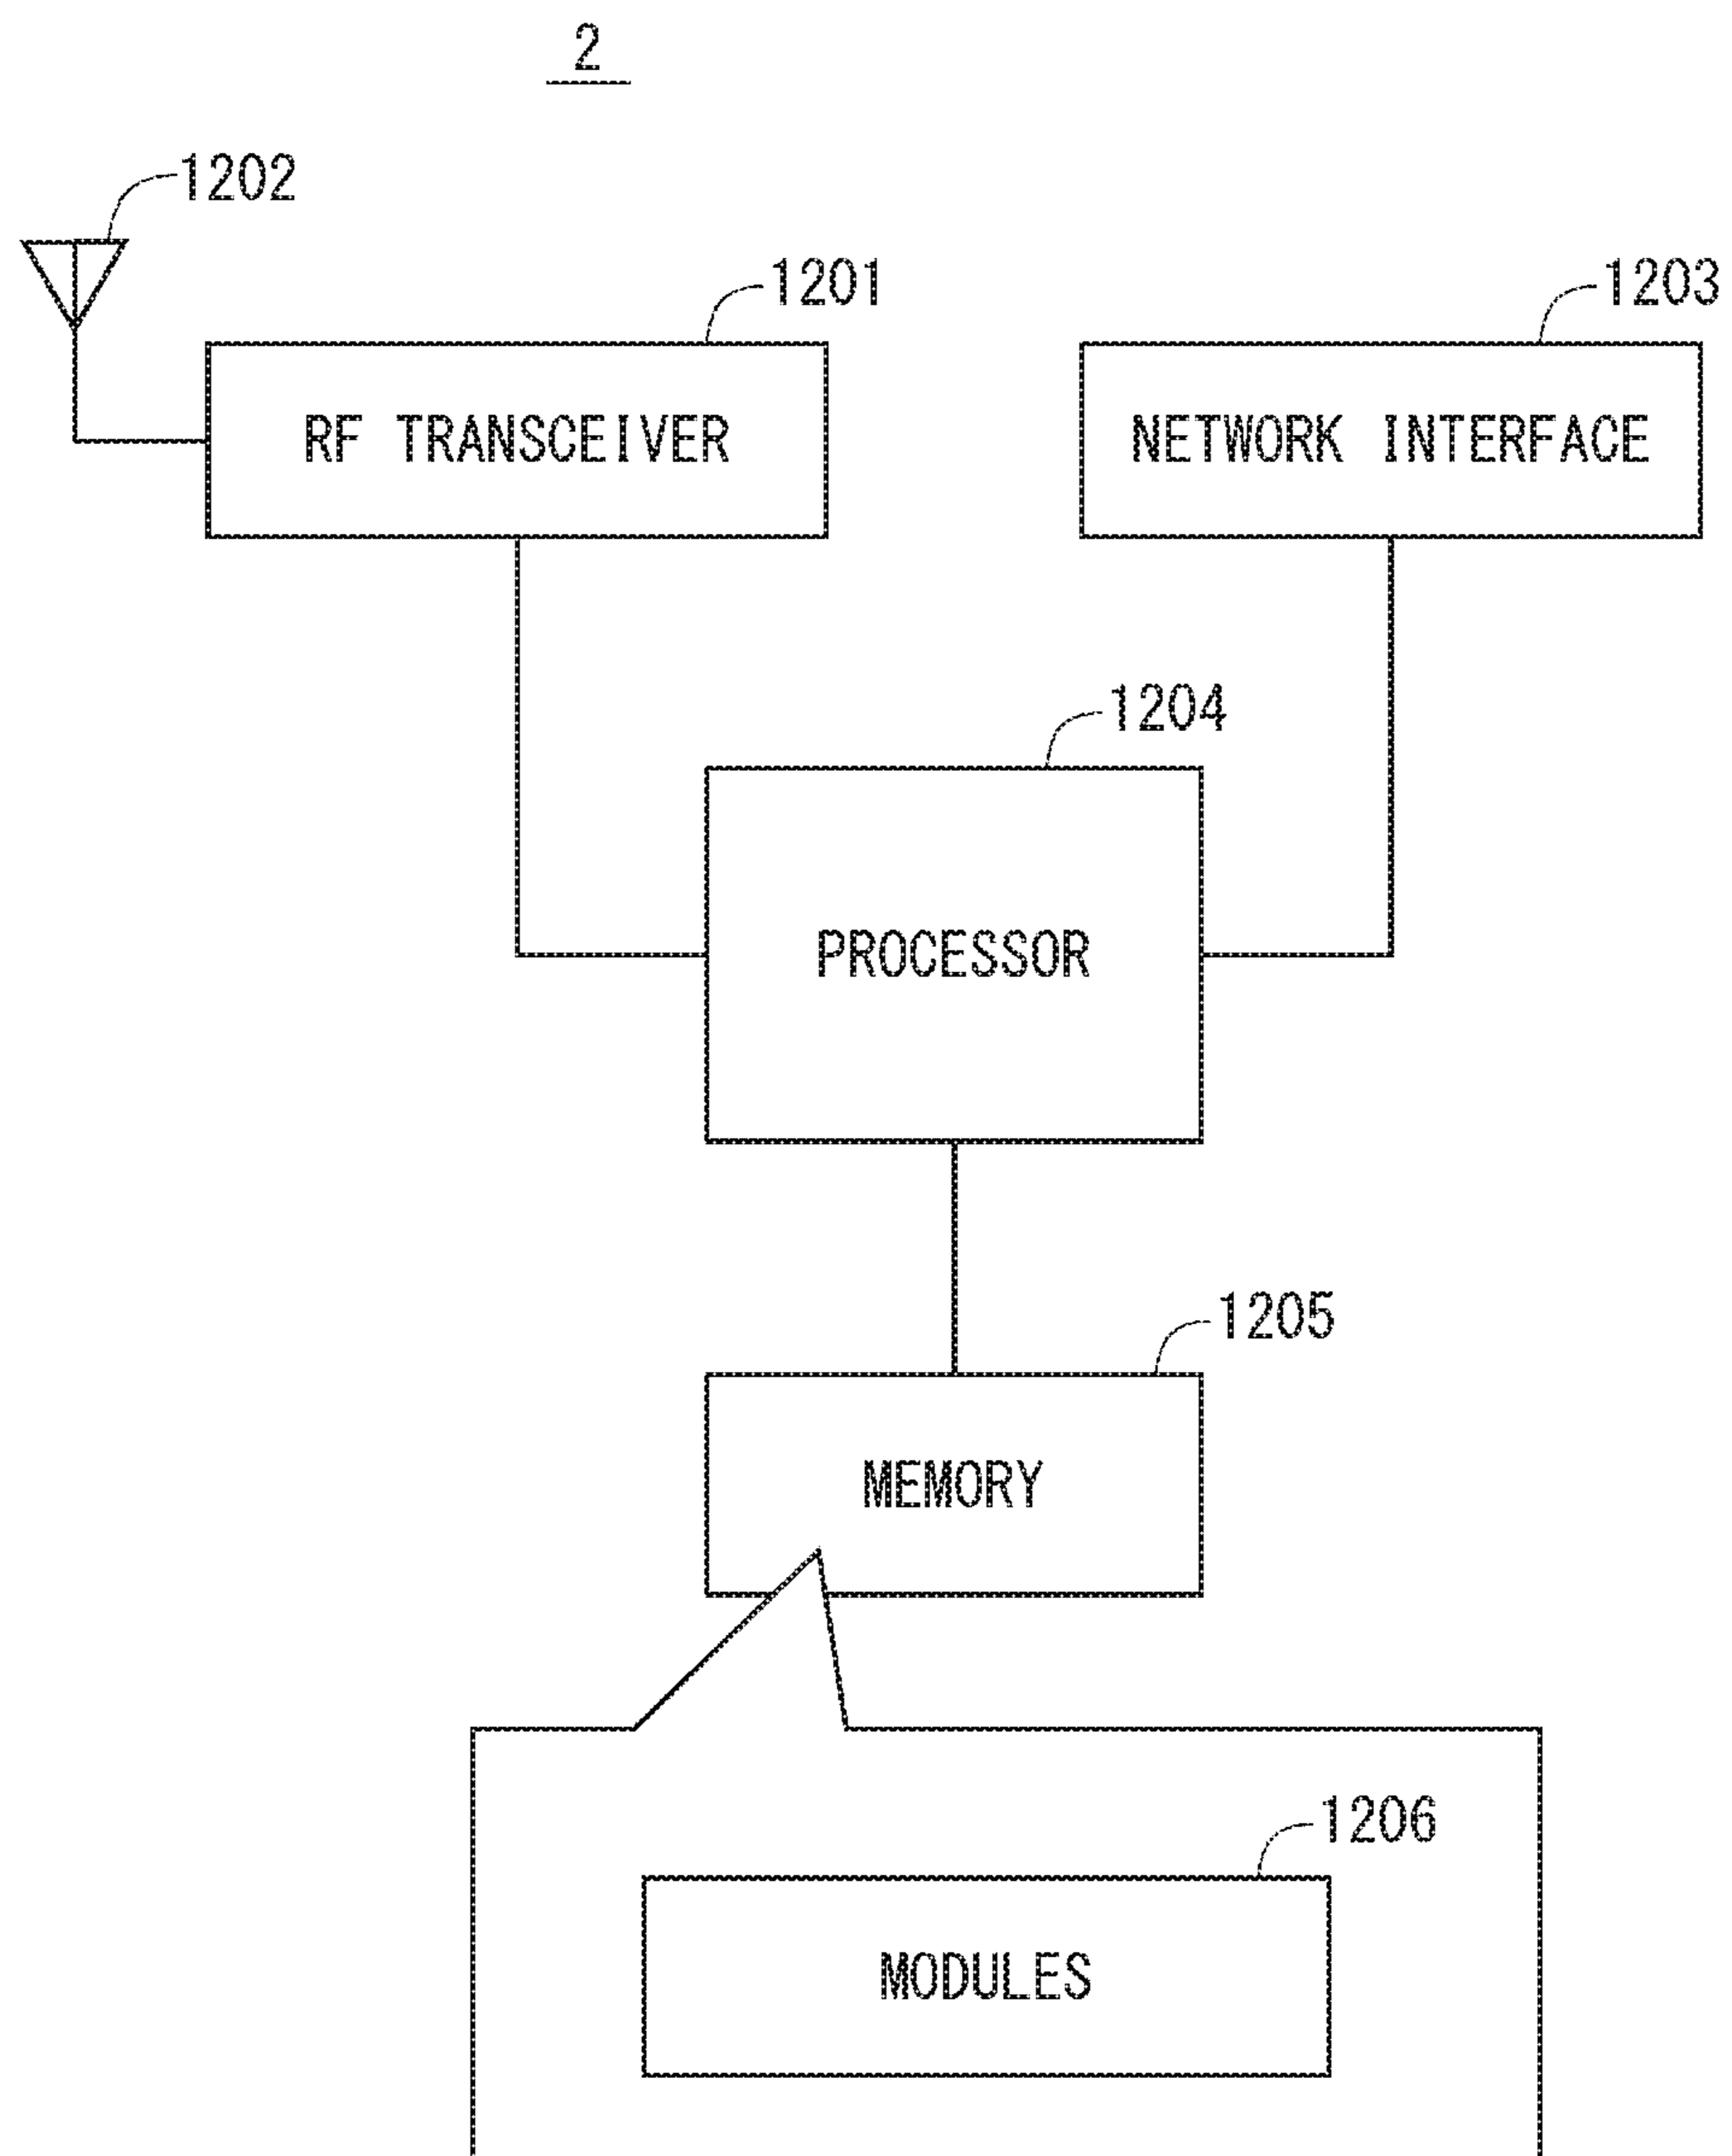 2
1202
1201
1203
RF TRANSCEIVER
NETWORK INTERFACE
1204
PROCESSOR
1205
MEMORY
1206
MODULES